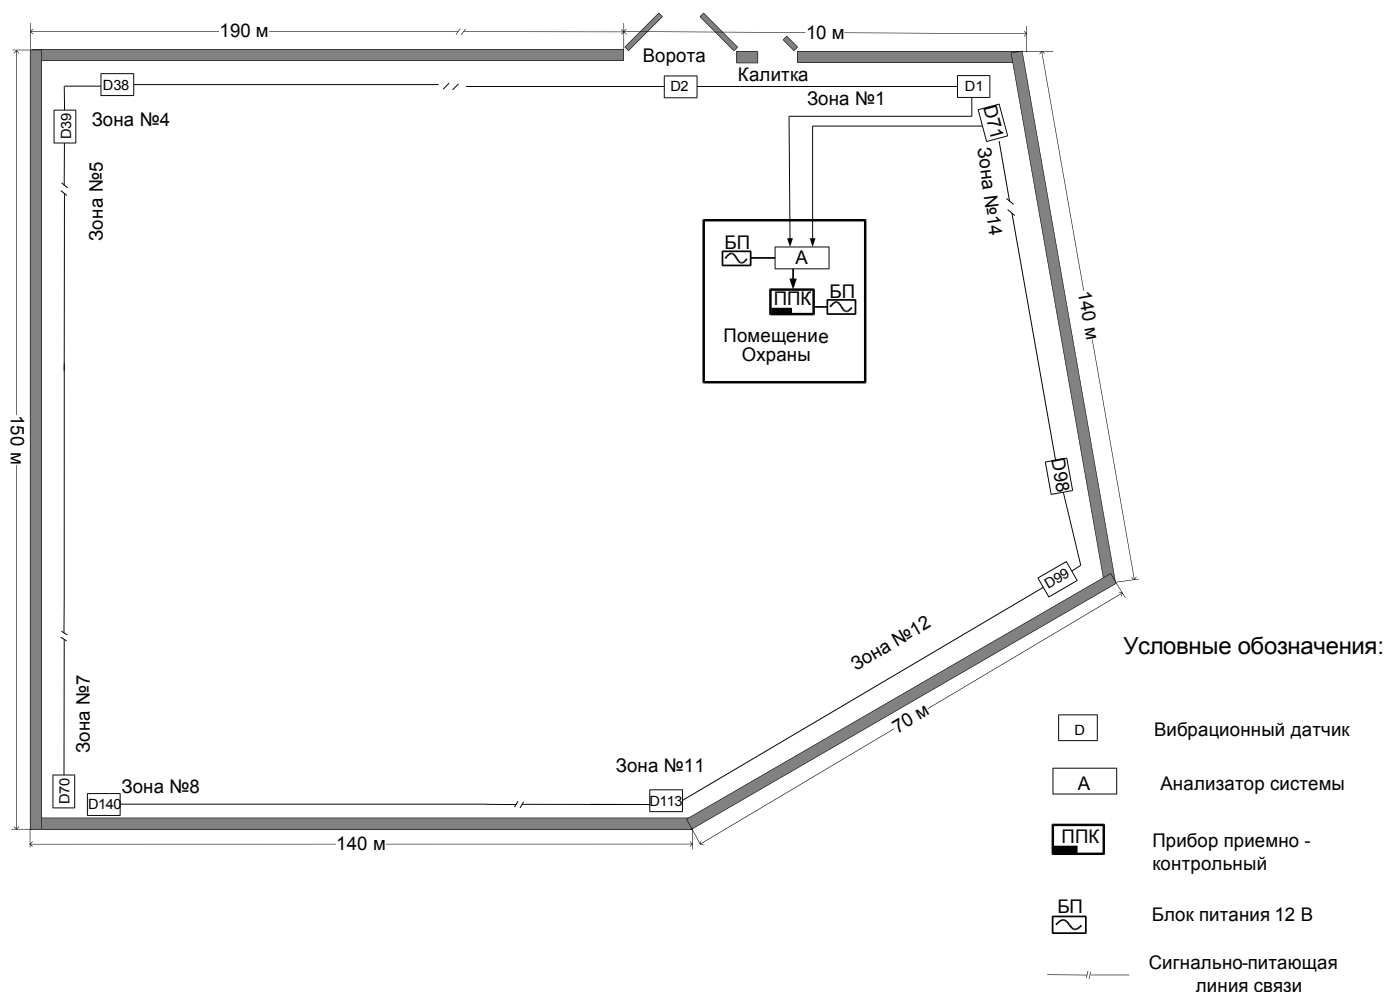 190 м
10 м
Ворота
Калитка
D38
D2
D1
Зона №1
D39
Зона №4
D71
Зона №5
Зона №14
БП
А
ППК
БП
Помещение
Охраны
140 м
150 м
D98
D99
Зона №12
Условные обозначения:
70 м
Зона №7
D
Вибрационный датчик
Зона №11
Зона №8
D70
D140
D113
А
Анализатор системы
140 м
ППК
Прибор приемно -
контрольный
БП
Блок питания 12 В
Сигнально-питающая
линия связи